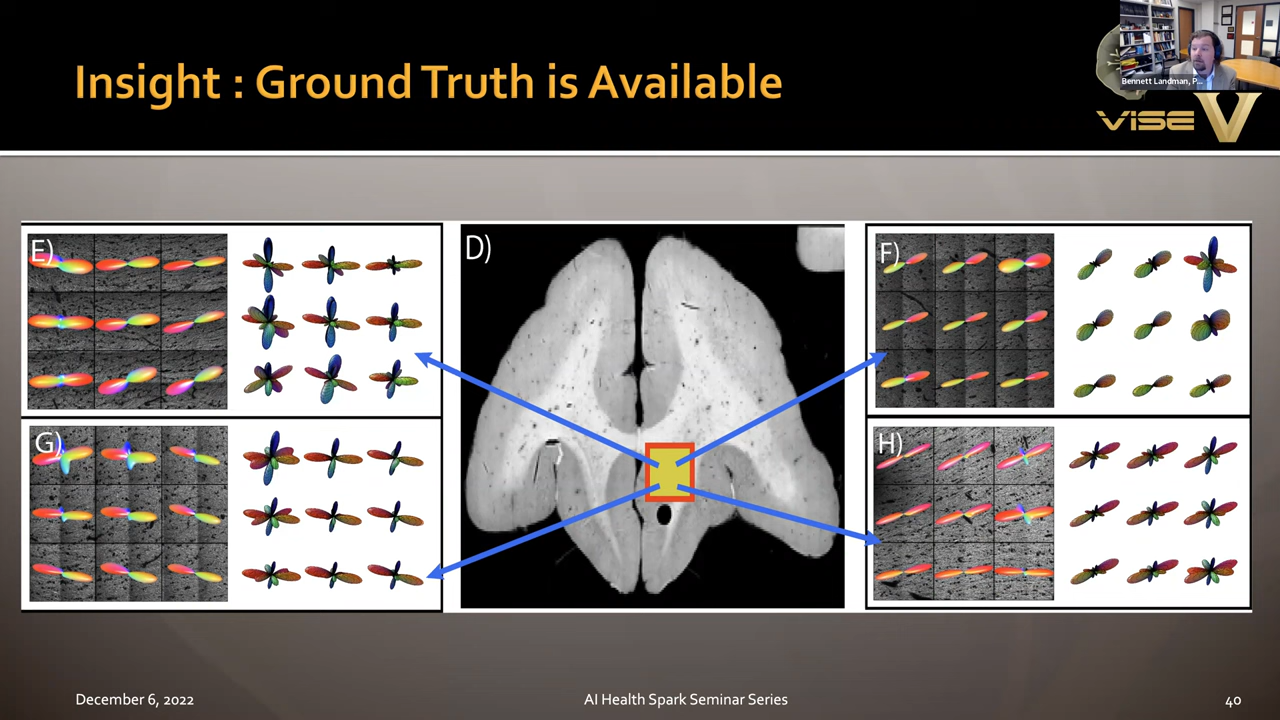 Insight : Ground Truth is Available
Bennett Landman, P...
VISE V
E)
D)
F)
G)
H)
December 6, 2022
AI Health Spark Seminar Series
40